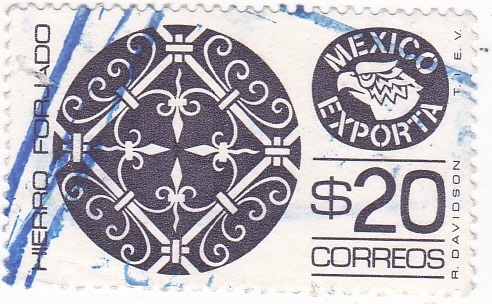 HIERRO FORJADO
MEXICO
EXPORTA
T.I.E.V.
$20
CORREOS
R. DAVIDSON